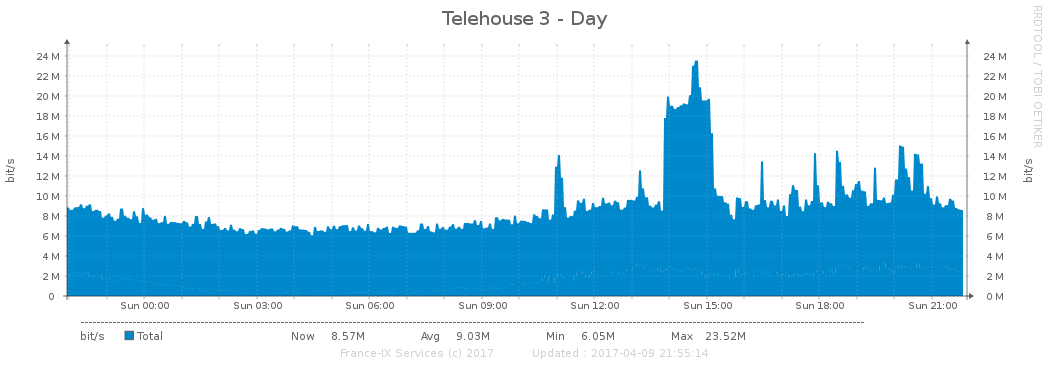 Telehouse 3 - Day
RRDTOOL / TOBI OETIKER
bit/s
24 M
22 M
20 M
18 M
16 M
14 M
12 M
10 M
8 M
6 M
4 M
2 M
0
24 M
22 M
20 M
18 M
16 M
14 M
12 M
10 M
8 M
6 M
4 M
2 M
0 M
bit/s
Sun 00:00 Sun 03:00 Sun 06:00 Sun 09:00 Sun 12:00 Sun 15:00 Sun 18:00 Sun 21:00
bit/s Total Now 8.57M Avg 9.03M Min 6.05M Max 23.52M
France-IX Services (c) 2017 Updated : 2017-04-09 21:55:14